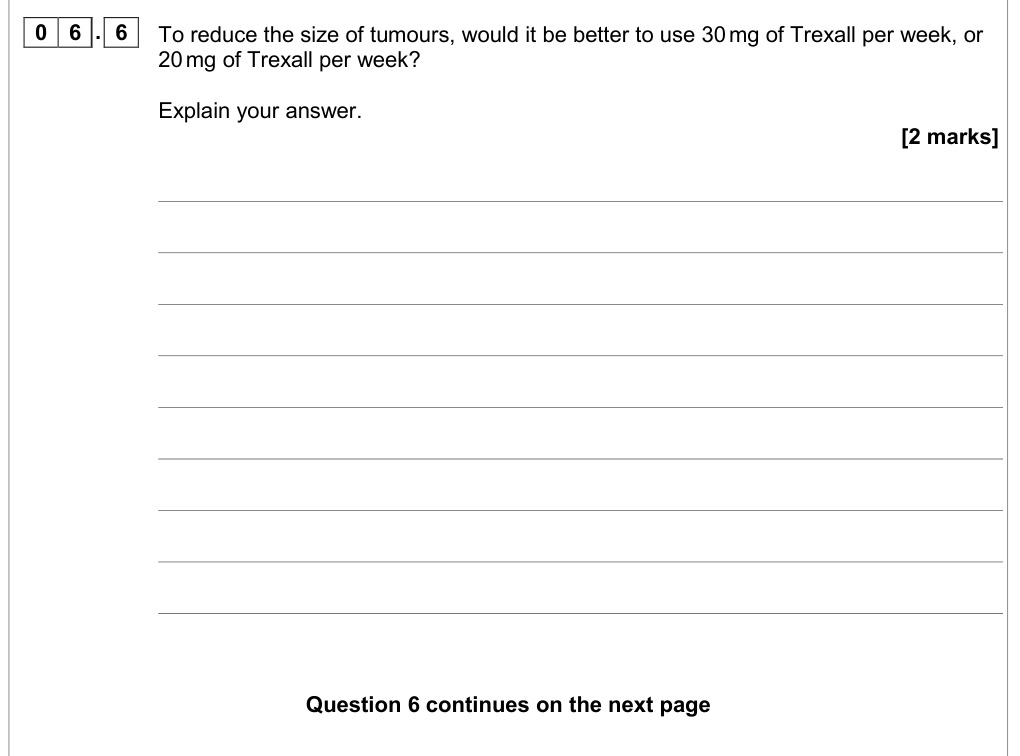 0 6 . 6 To reduce the size of tumours, would it be better to use 30 mg of Trexall per week, or
20 mg of Trexall per week?
Explain your answer.
[2 marks]
Question 6 continues on the next page